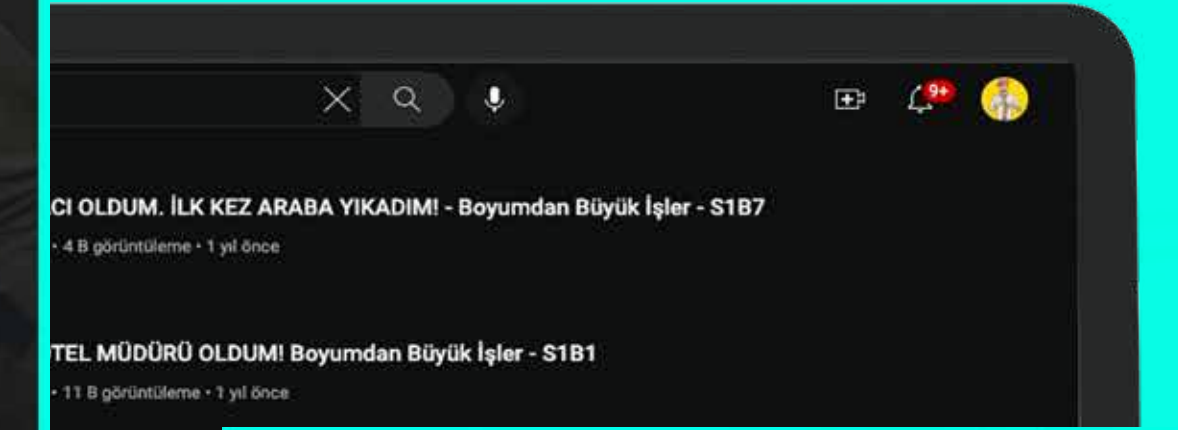 9+
CI OLDUM. İLK KEZ ARABA YIKADIM! - Boyumdan Büyük İşler - S1B7
• 4 B görüntüleme • 1 yıl önce
TEL MÜDÜRÜ OLDUM! Boyumdan Büyük İşler - S1B1
• 11 B görüntüleme • 1 yıl önce